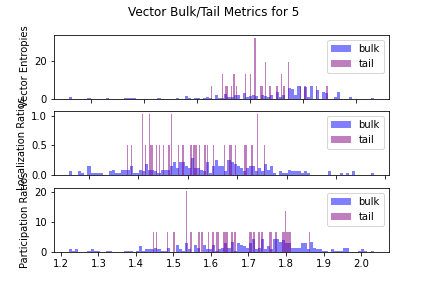 Vector Bulk/Tail Metrics for 5
Vector Entropies
20
0
bulk
tail
Localization Ratios
1.0
0.5
0.0
bulk
tail
Participation Ratios
20
10
0
bulk
tail
1.2 1.3 1.4 1.5 1.6 1.7 1.8 1.9 2.0